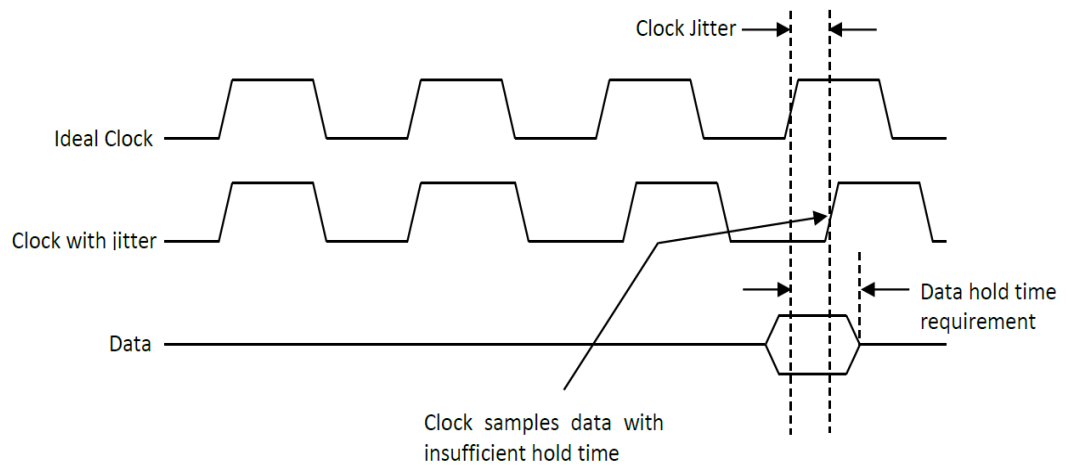 Clock Jitter
Ideal Clock
Clock with jitter
Data hold time
requirement
Data
Clock samples data with
insufficient hold time